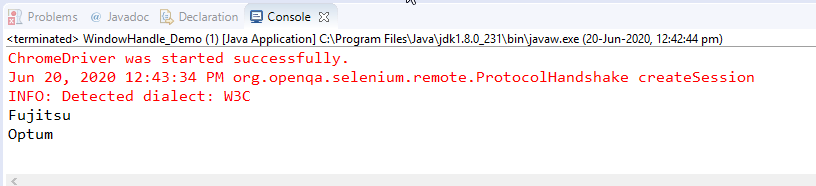 Problems @ Javadoc Declaration Console
<terminated> WindowHandle_Demo (1) [Java Application] C:\Program Files\Java\jdk1.8.0_231\bin\javaw.exe (20-Jun-2020, 12:42:44 pm)
ChromeDriver was started successfully.
Jun 20, 2020 12:43:34 PM org.openqa.selenium.remote.ProtocolHandshake createSession
INFO: Detected dialect: W3C
Fujitsu
Optum